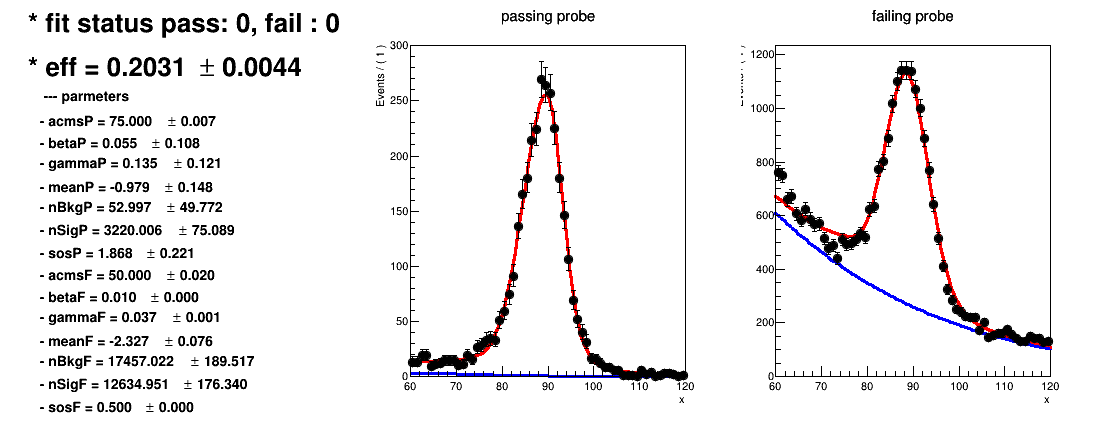 * fit status pass: 0, fail : 0
* eff = 0.2031 ± 0.0044
--- parmeters
- acmsP = 75.000 ± 0.007
- betaP = 0.055 ± 0.108
- gammaP = 0.135 ± 0.121
- meanP = -0.979 ± 0.148
- nBkgP = 52.997 ± 49.772
- nSigP = 3220.006 ± 75.089
- sosP = 1.868 ± 0.221
- acmsF = 50.000 ± 0.020
- betaF = 0.010 ± 0.000
- gammaF = 0.037 ± 0.001
- meanF = -2.327 ± 0.076
- nBkgF = 17457.022 ± 189.517
- nSigF = 12634.951 ± 176.340
- sosF = 0.500 ± 0.000
passing probe
Events / ( 1 )
300
250
200
150
100
50
0
60 70 80 90 100 110 120
x
failing probe
1200
1000
800
600
400
200
0
60 70 80 90 100 110 120
x